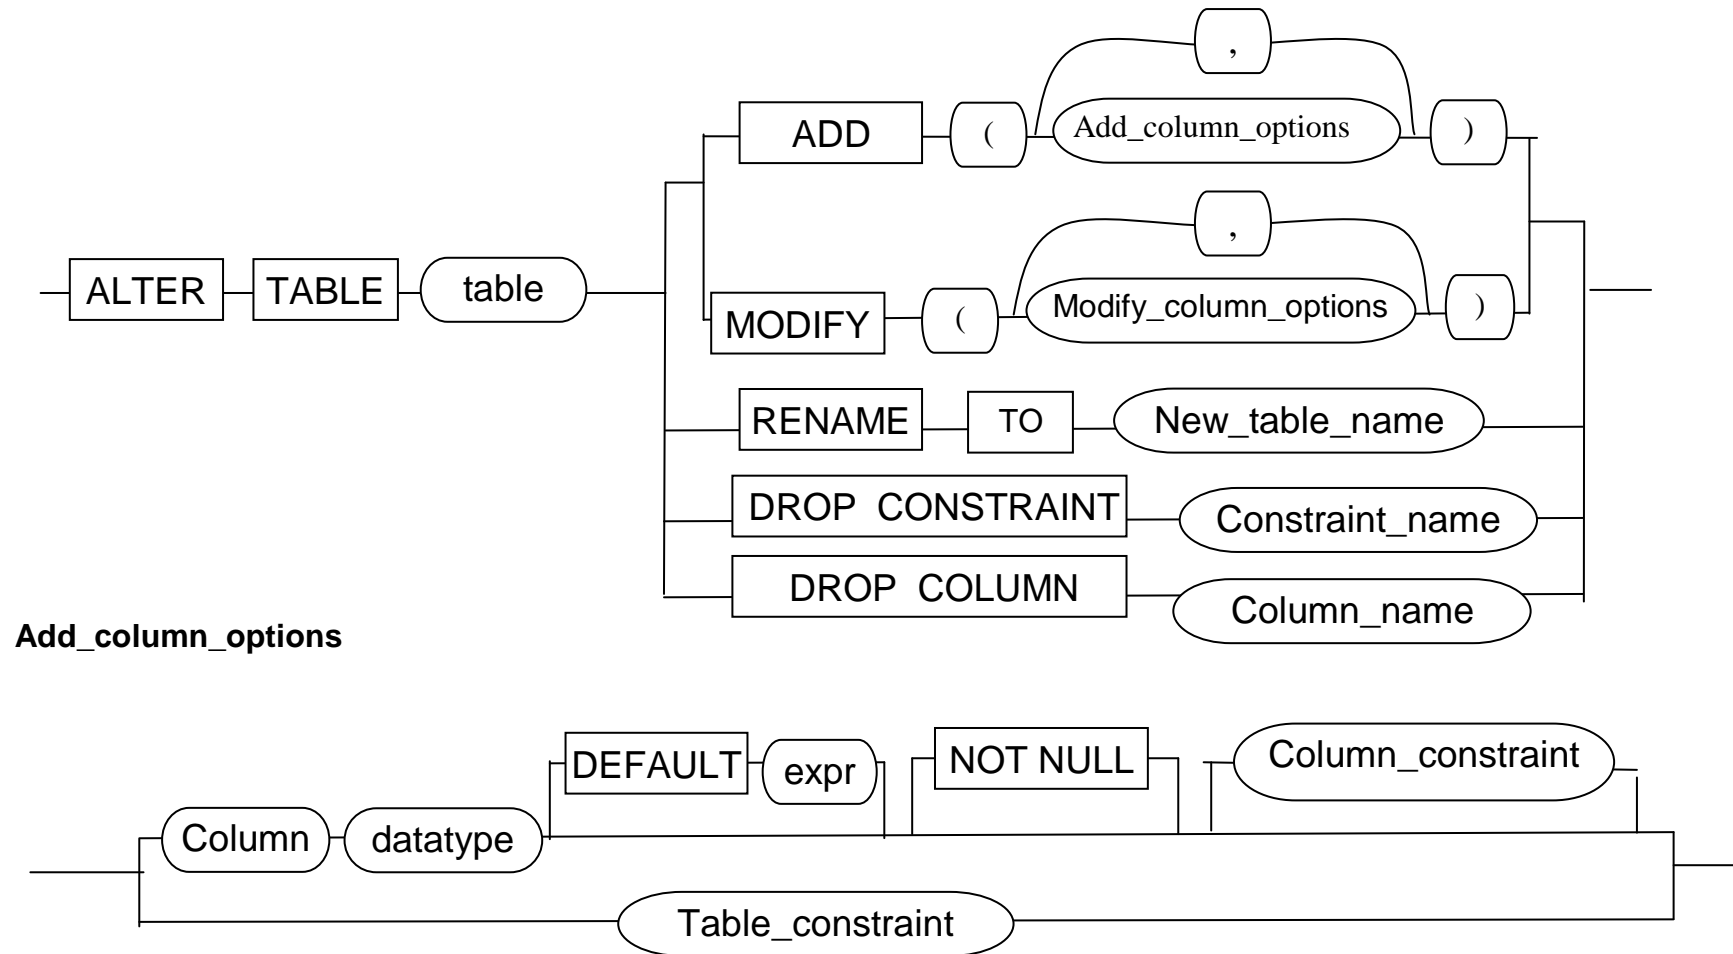 ,
ADD ( Add_column_options )
,
ALTER TABLE table
MODIFY ( Modify_column_options )
RENAME TO New_table_name
DROP CONSTRAINT Constraint_name
DROP COLUMN Column_name
Add_column_options
DEFAULT expr NOT NULL Column_constraint
Column datatype
Table_constraint